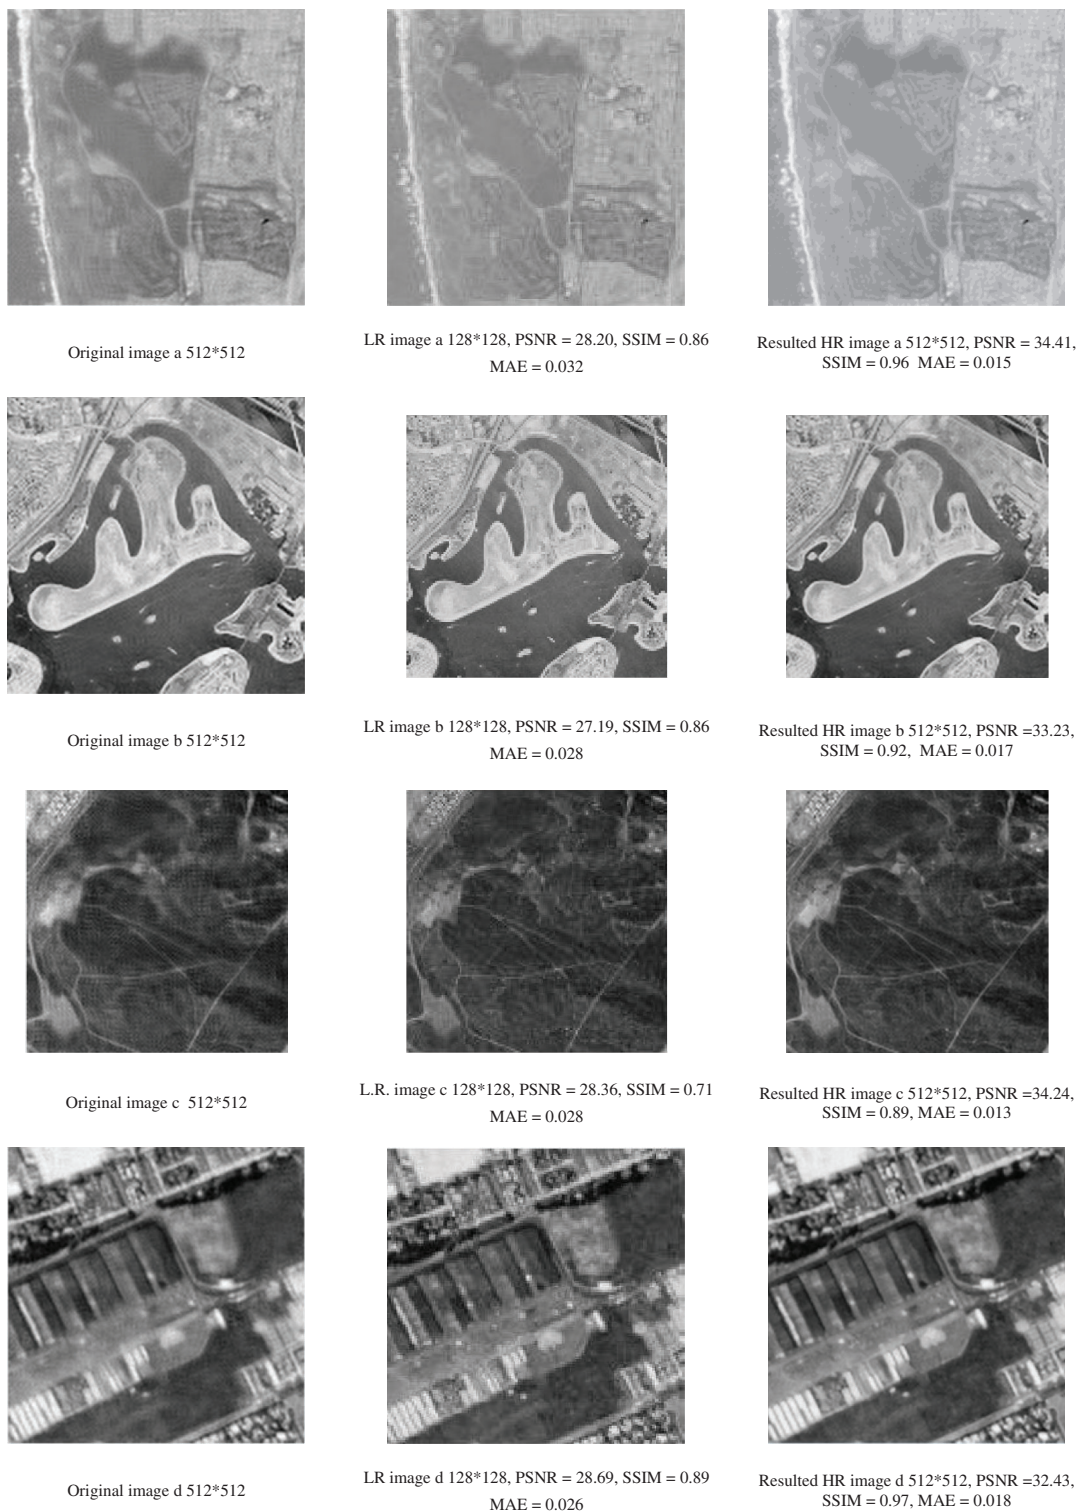 Original image a 512*512
LR image a 128*128, PSNR = 28.20, SSIM = 0.86
MAE = 0.032
Resulted HR image a 512*512, PSNR = 34.41,
SSIM = 0.96 MAE = 0.015
Original image b 512*512
LR image b 128*128, PSNR = 27.19, SSIM = 0.86
MAE = 0.028
Resulted HR image b 512*512, PSNR =33.23,
SSIM = 0.92, MAE = 0.017
Original image c 512*512
L.R. image c 128*128, PSNR = 28.36, SSIM = 0.71
MAE = 0.028
Resulted HR image c 512*512, PSNR =34.24,
SSIM = 0.89, MAE = 0.013
Original image d 512*512
LR image d 128*128, PSNR = 28.69, SSIM = 0.89
MAE = 0.026
Resulted HR image d 512*512, PSNR =32.43,
SSIM = 0.97, MAE = 0.018